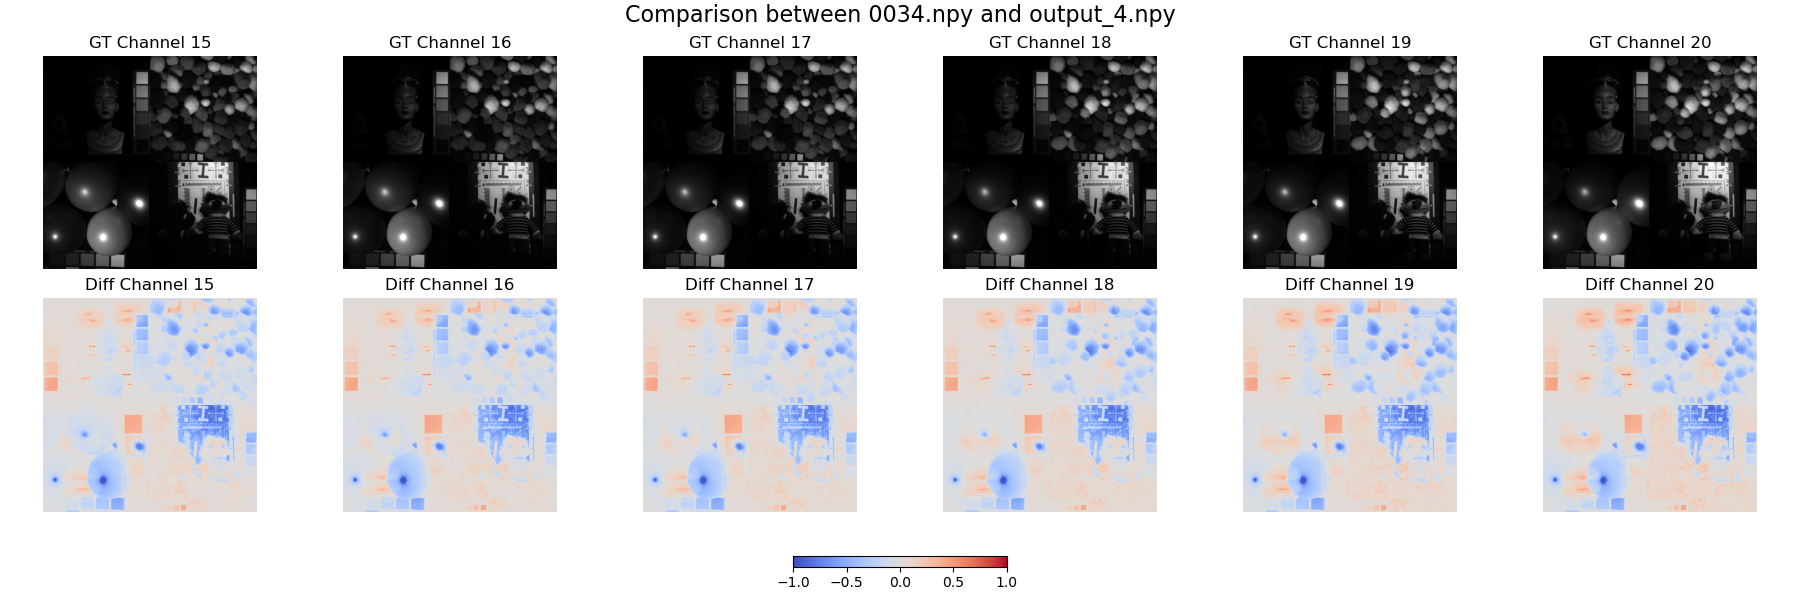 Comparison between 0034.npy and output_4.npy
GT Channel 15
GT Channel 16
GT Channel 17
GT Channel 18
GT Channel 19
GT Channel 20
Diff Channel 15
Diff Channel 16
Diff Channel 17
Diff Channel 18
Diff Channel 19
Diff Channel 20
−1.0 −0.5 0.0 0.5 1.0